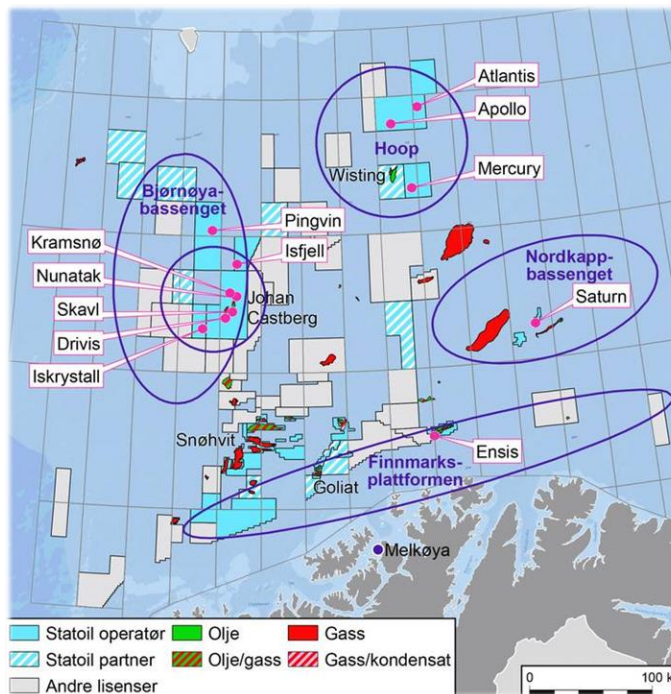 Atlantis
Apollo
Hoop
Wisting
Mercury
Bjørnøya-
bassenget
Pingvin
Kramsnø
Isfjell
Nunatak
Johan
Castberg
Skavl
Drivis
Iskrystall
Nordkapp-
bassenget
Saturn
Snøhvit
Goliat
Ensis
Finnmarks-
plattformen
Melkøya
Statoil operatør
Olje
Gass
Statoil partner
Olje/gass
Gass/kondensat
Andre lisenser
0